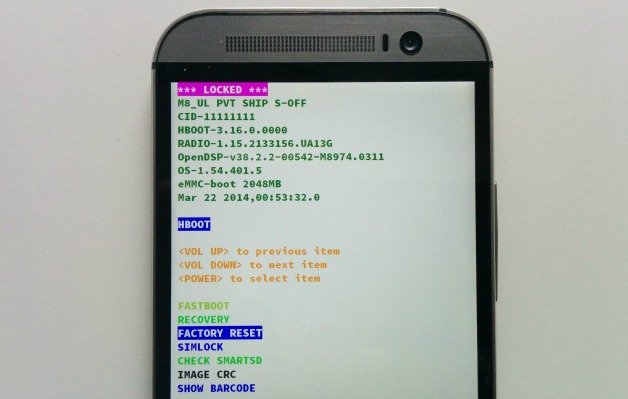 *** LOCKED ***
M8_UL PVT SHIP S-OFF
CID-11111111
HBOOT-3.16.0.0000
RADIO-1.15.2133156.UA13G
OpenDSP-v38.2.2-00542-M8974.0311
OS-1.54.401.5
eMMC-boot 2048MB
Mar 22 2014,00:53:32.0
HBOOT
<VOL UP> to previous item
<VOL DOWN> to next item
<POWER> to select item
FASTBOOT
RECOVERY
FACTORY RESET
SIMLOCK
CHECK SMARTSD
IMAGE CRC
SHOW BARCODE